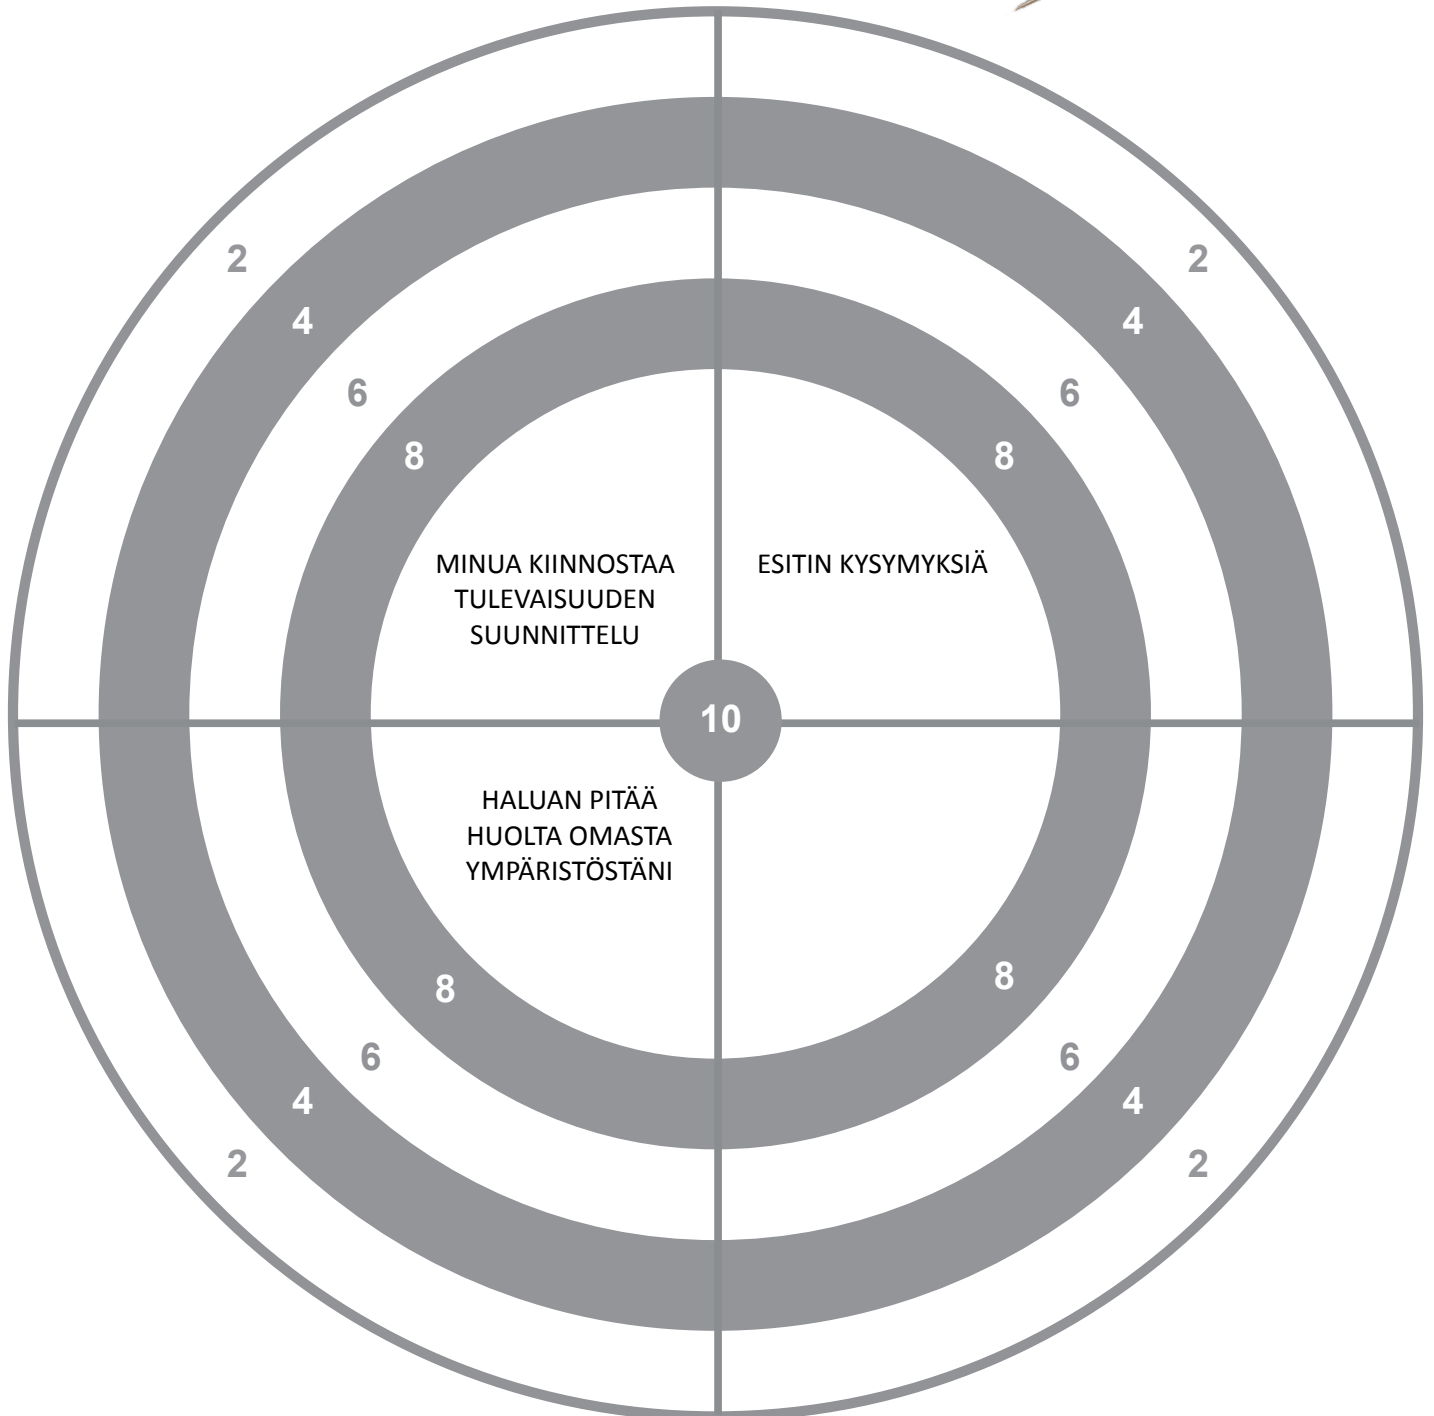 2
2
4
4
6
6
8
8
MINUA KIINNOSTAA
TULEVAISUUDEN
SUUNNITTELU
ESITIN KYSYMYKSIÄ
10
HALUAN PITÄÄ
HUOLTA OMASTA
YMPÄRISTÖSTÄNI
8
8
6
6
4
4
2
2